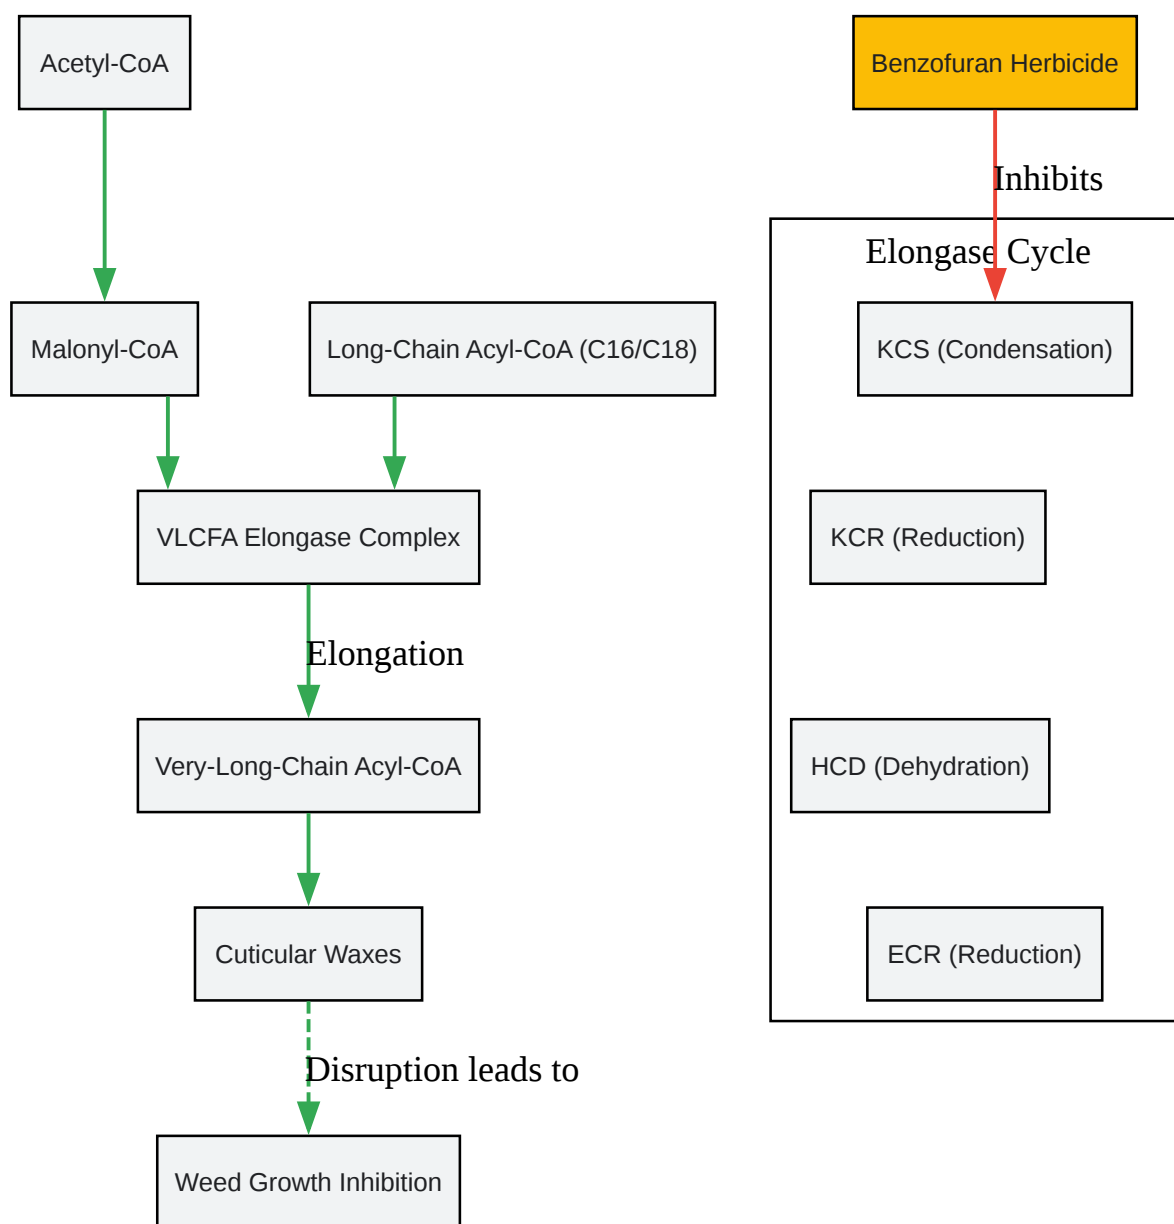 Acetyl-CoA
Benzofuran Herbicide
Inhibits
Elongase Cycle
Malonyl-CoA
Long-Chain Acyl-CoA (C16/C18)
KCS (Condensation)
VLCFA Elongase Complex
KCR (Reduction)
Elongation
Very-Long-Chain Acyl-CoA
HCD (Dehydration)
Cuticular Waxes
ECR (Reduction)
Disruption leads to
Weed Growth Inhibition